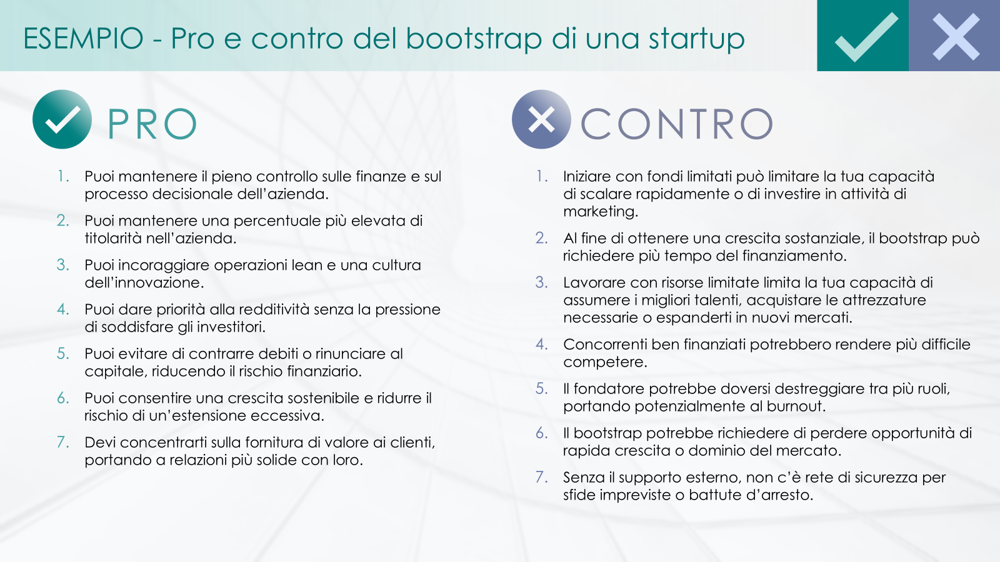 ESEMPIO - Pro e contro del bootstrap di una startup
PRO
1. Puoi mantenere il pieno controllo sulle finanze e sul
processo decisionale dell’azienda.
2. Puoi mantenere una percentuale più elevata di
titolarità nell’azienda.
3. Puoi incoraggiare operazioni lean e una cultura
dell’innovazione.
4. Puoi dare priorità alla redditività senza la pressione
di soddisfare gli investitori.
5. Puoi evitare di contrarre debiti o rinunciare al
capitale, riducendo il rischio finanziario.
6. Puoi consentire una crescita sostenibile e ridurre il
rischio di un’estensione eccessiva.
7. Devi concentrarti sulla fornitura di valore ai clienti,
portando a relazioni più solide con loro.
CONTRO
1. Iniziare con fondi limitati può limitare la tua capacità
di scalare rapidamente o di investire in attività di
marketing.
2. Al fine di ottenere una crescita sostanziale, il bootstrap può
richiedere più tempo del finanziamento.
3. Lavorare con risorse limitate limita la tua capacità di
assumere i migliori talenti, acquistare le attrezzature
necessarie o espanderti in nuovi mercati.
4. Concorrenti ben finanziati potrebbero rendere più difficile
competere.
5. Il fondatore potrebbe doversi destreggiare tra più ruoli,
portando potenzialmente al burnout.
6. Il bootstrap potrebbe richiedere di perdere opportunità di
rapida crescita o dominio del mercato.
7. Senza il supporto esterno, non c’è rete di sicurezza per
sfide impreviste o battute d’arresto.